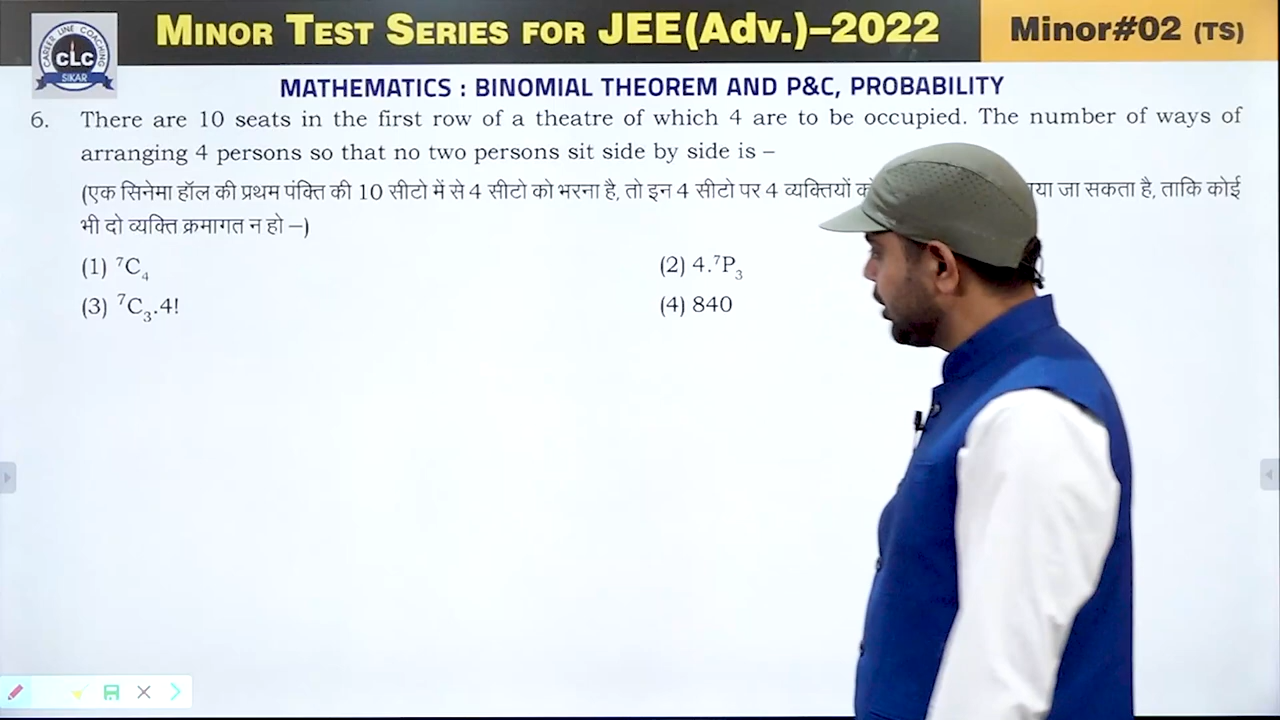 MINOR TEST SERIES FOR JEE(Adv.)–2022
Minor#02 (TS)
CAREER LINE COACHING
CLC
SIKAR
MATHEMATICS : BINOMIAL THEOREM AND P&C, PROBABILITY
6. There are 10 seats in the first row of a theatre of which 4 are to be occupied. The number of ways of
arranging 4 persons so that no two persons sit side by side is –
(एक सिनेमा हॉल की प्रथम पंक्ति की 10 सीटो में से 4 सीटो को भरना है, तो इन 4 सीटो पर 4 व्यक्तियों जा सकता है, ताकि कोई
भी दो व्यक्ति क्रमागत न हो –)
(1) ⁷C₄
(2) 4.⁷P₃
(3) ⁷C₃.4!
(4) 840